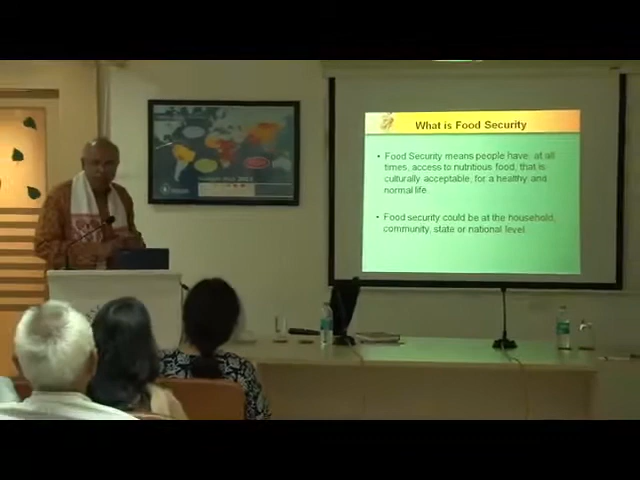 What is Food Security
• Food Security means People have, at all
times, access to nutritious food, that is
culturally acceptable, for a healthy and
normal life.
• Food security could be at the household,
community, state or national level